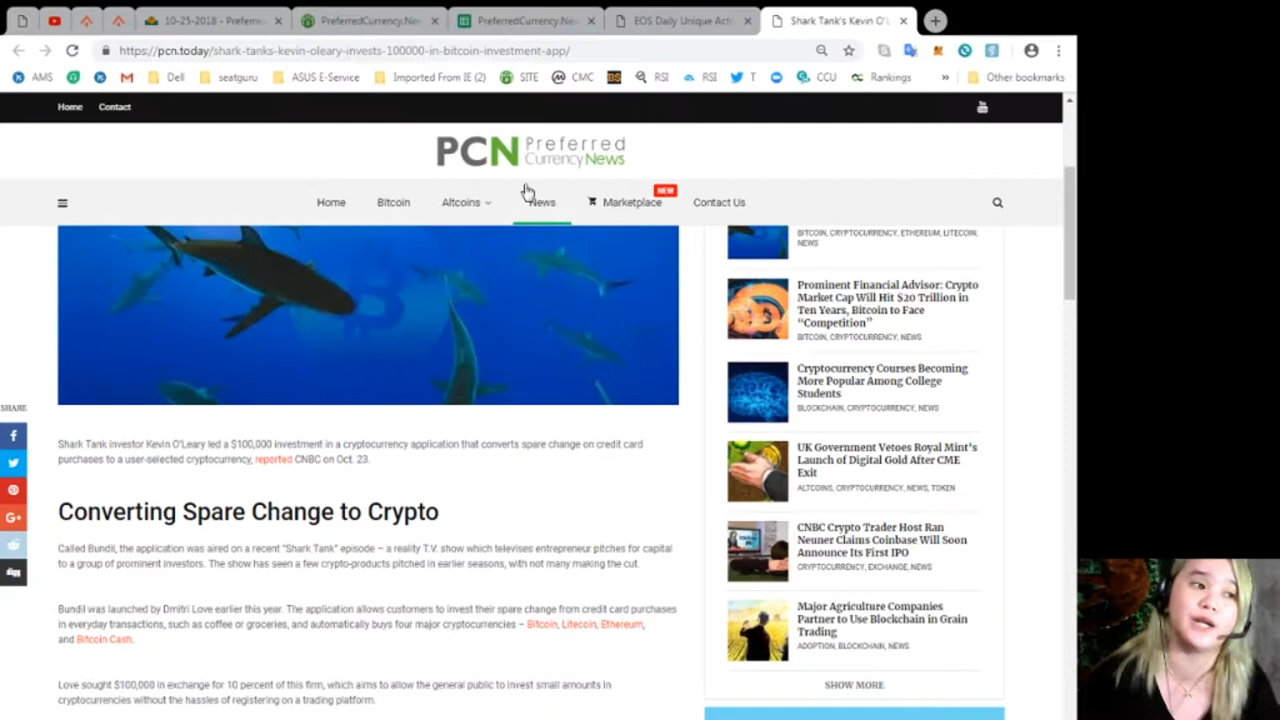 10-25-2018 - Preferre
PreferredCurrency.Ne
PreferredCurrency.Ne
EOS Daily Unique Act
Shark Tank's Kevin O'L
https://pcn.today/shark-tanks-kevin-oleary-invests-100000-in-bitcoin-investment-app/
AMS
Dell
seatguru
ASUS E-Service
Imported From IE (2)
SITE
CMC
BS
RSI
RSI
T
CCU
Rankings
»
Other bookmarks
Home
Contact
PCN Preferred
CurrencyNews
Home
Bitcoin
Altcoins
News
Marketplace
NEW
Contact Us
BITCOIN, CRYPTOCURRENCY, ETHEREUM, LITECOIN,
NEWS
Prominent Financial Advisor: Crypto
Market Cap Will Hit $20 Trillion in
Ten Years, Bitcoin to Face
“Competition”
BITCOIN, CRYPTOCURRENCY, NEWS
Cryptocurrency Courses Becoming
More Popular Among College
Students
BLOCKCHAIN, CRYPTOCURRENCY, NEWS
UK Government Vetoes Royal Mint’s
Launch of Digital Gold After CME
Exit
ALTCOINS, CRYPTOCURRENCY, NEWS, TOKEN
CNBC Crypto Trader Host Ran
Neuner Claims Coinbase Will Soon
Announce Its First IPO
CRYPTOCURRENCY, EXCHANGE, NEWS
Major Agriculture Companies
Partner to Use Blockchain in Grain
Trading
ADOPTION, BLOCKCHAIN, NEWS
SHOW MORE
SHARE
digg
Shark Tank investor Kevin O’Leary led a $100,000 investment in a cryptocurrency application that converts spare change on credit card
purchases to a user-selected cryptocurrency, reported CNBC on Oct. 23.
Converting Spare Change to Crypto
Called Bundil, the application was aired on a recent “Shark Tank” episode – a reality T.V. show which televises entrepreneur pitches for capital
to a group of prominent investors. The show has seen a few crypto-products pitched in earlier seasons, with not many making the cut.
Bundil was launched by Dmitri Love earlier this year. The application allows customers to invest their spare change from credit card purchases
in everyday transactions, such as coffee or groceries, and automatically buys four major cryptocurrencies – Bitcoin, Litecoin, Ethereum,
and Bitcoin Cash.
Love sought $100,000 in exchange for 10 percent of this firm, which aims to allow the general public to invest small amounts in
cryptocurrencies without the hassles of registering on a trading platform.